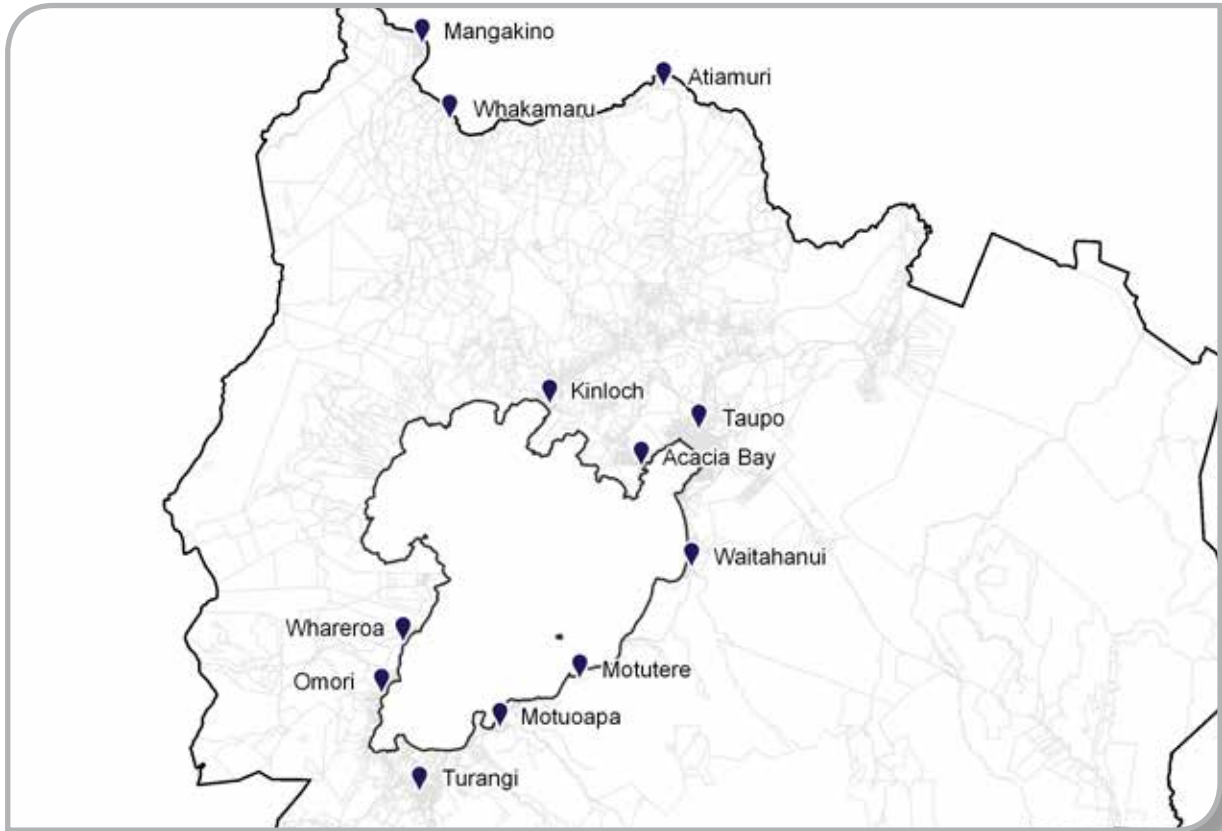 Mangakino
Atiamuri
Whakamaru
Kinloch
Taupo
Acacia Bay
Waitahanui
Whareroa
Motutere
Omori
Motuoapa
Turangi